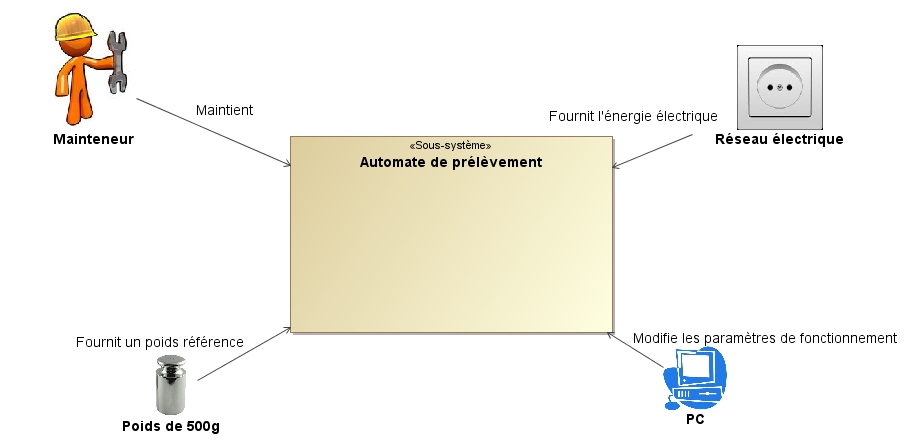 Mainteneur
Maintient
Fournit l'énergie électrique
Réseau électrique
«Sous-système»
Automate de prélèvement
Fournit un poids référence
Poids de 500g
Modifie les paramètres de fonctionnement
PC